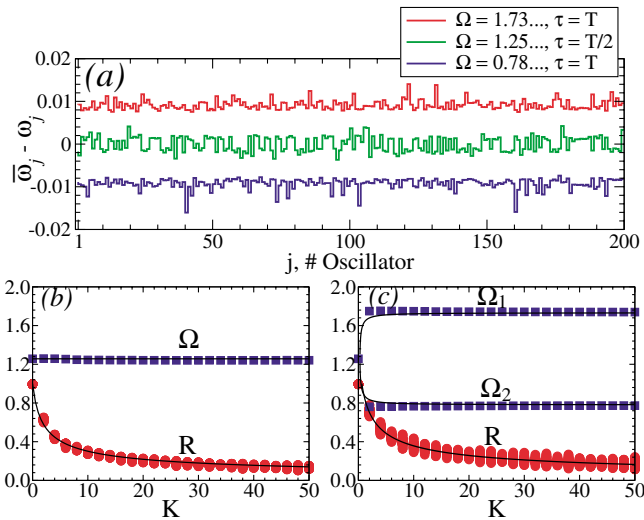 Ω = 1.73..., τ = T
Ω = 1.25..., τ = T/2
Ω = 0.78..., τ = T
(a)
0.02
0.01
0
-0.01
-0.02
ω̅j - ωj
1 50 100 150 200
j, # Oscillator
(b)
2.0
1.6
1.2
0.8
0.4
0
Ω
R
0 10 20 30 40 50
K
(c)
2.0
1.6
1.2
0.8
0.4
0
Ω1
Ω2
R
0 10 20 30 40 50
K